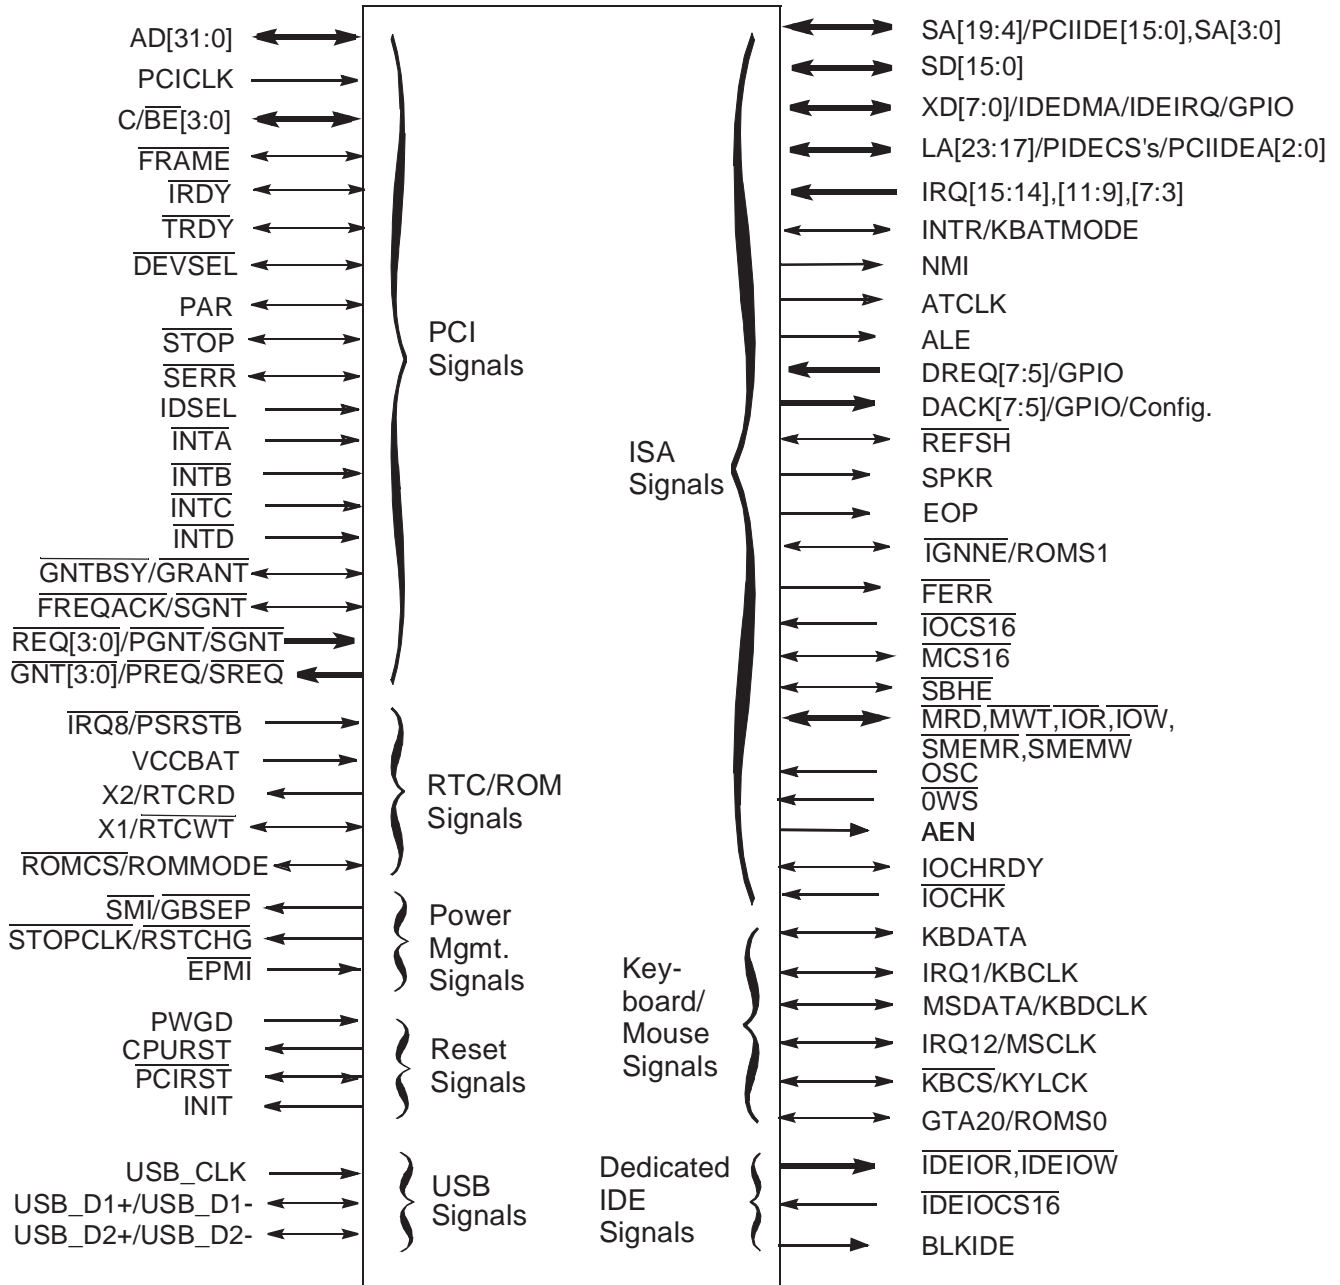 AD[31:0]
PCICLK
C/BE[3:0]
FRAME
IRDY
TRDY
DEVSEL
PAR
STOP
SERR
IDSEL
INTA
INTB
INTC
INTD
GNTBSY/GRANT
FREQACK/SGNT
REQ[3:0]/PGNT/SGNT
GNT[3:0]/PREQ/SREQ
IRQ8/PSRSTB
VCCBAT
X2/RTCRD
X1/RTCWT
ROMCS/ROMMODE
SMI/GBSEP
STOPCLK/RSTCHG
EPMI
PWGD
CPURST
PCIRST
INIT
USB_CLK
USB_D1+/USB_D1-
USB_D2+/USB_D2-
PCI
Signals
RTC/ROM
Signals
Power
Mgmt.
Signals
Reset
Signals
USB
Signals
ISA
Signals
Key-
board/
Mouse
Signals
Dedicated
IDE
Signals
SA[19:4]/PCIIDE[15:0],SA[3:0]
SD[15:0]
XD[7:0]/IDEDMA/IDEIRQ/GPIO
LA[23:17]/PIDECS's/PCIIDEA[2:0]
IRQ[15:14],[11:9],[7:3]
INTR/KBATMODE
NMI
ATCLK
ALE
DREQ[7:5]/GPIO
DACK[7:5]/GPIO/Config.
REFSH
SPKR
EOP
IGNNE/ROMS1
FERR
IOCS16
MCS16
SBHE
MRD,MWT,IOR,IOW,
SMEMR,SMEMW
OSC
0WS
AEN
IOCHRDY
IOCHK
KBDATA
IRQ1/KBCLK
MSDATA/KBDCLK
IRQ12/MSCLK
KBCS/KYLCK
GTA20/ROMS0
IDEIOR,IDEIOW
IDEIOCS16
BLKIDE